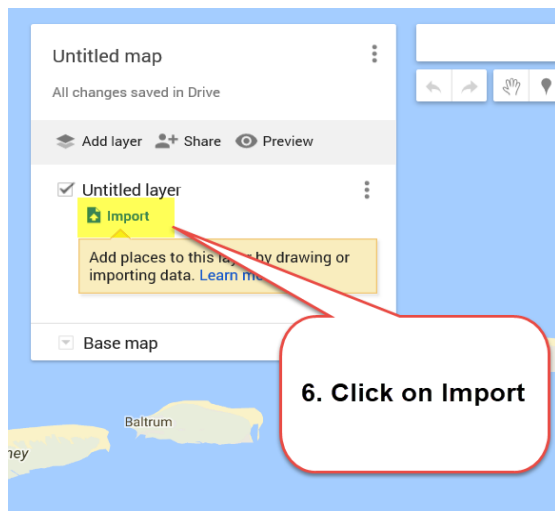 Untitled map
All changes saved in Drive
Add layer Share Preview
Untitled layer
Import
Add places to this layer by drawing or
importing data. Learn
Base map
6. Click on Import
Baltrum